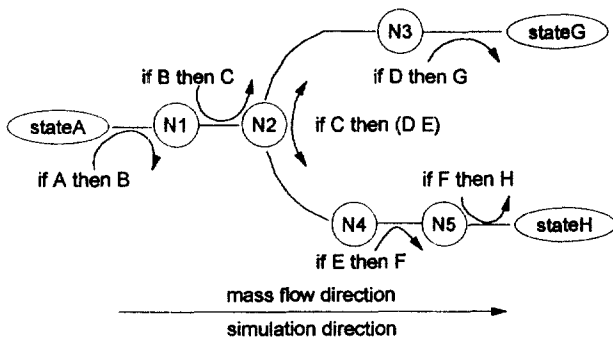 N3
stateG
if D then G
if B then C
stateA
N1
N2
if C then (D E)
if A then B
if F then H
N4
N5
stateH
if E then F
mass flow direction
simulation direction